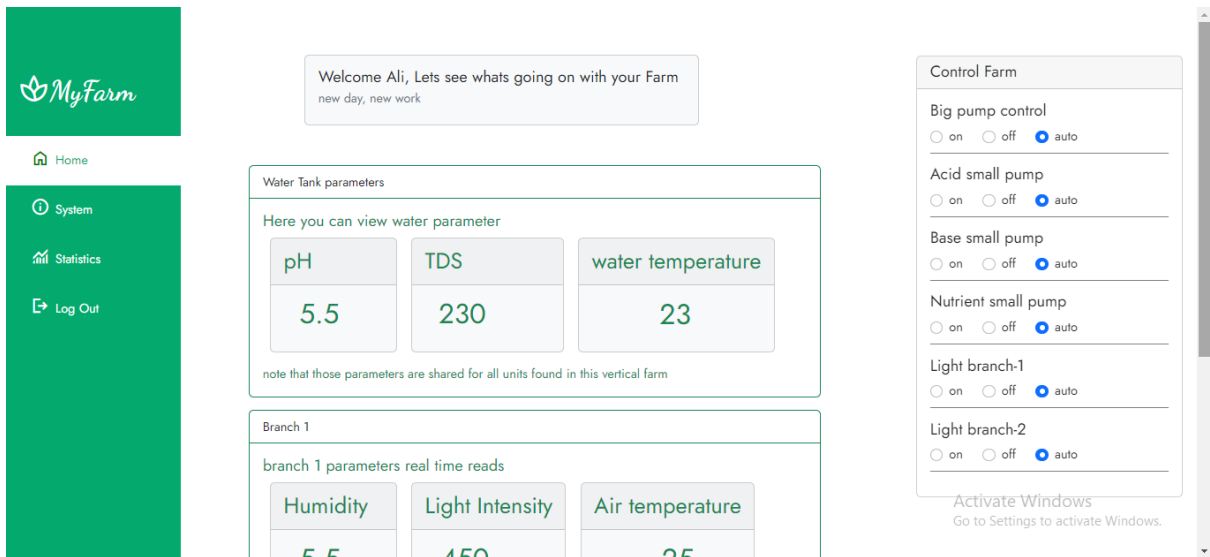 MyFarm
Home
System
Statistics
Log Out
Welcome Ali, Lets see whats going on with your Farm
new day, new work
Water Tank parameters
Here you can view water parameter
pH TDS water temperature
5.5 230 23
note that those parameters are shared for all units found in this vertical farm
Branch 1
branch 1 parameters real time reads
Humidity Light Intensity Air temperature
5.5 450 25
Control Farm
Big pump control
on off auto
Acid small pump
on off auto
Base small pump
on off auto
Nutrient small pump
on off auto
Light branch-1
on off auto
Light branch-2
on off auto
Activate Windows
Go to Settings to activate Windows.